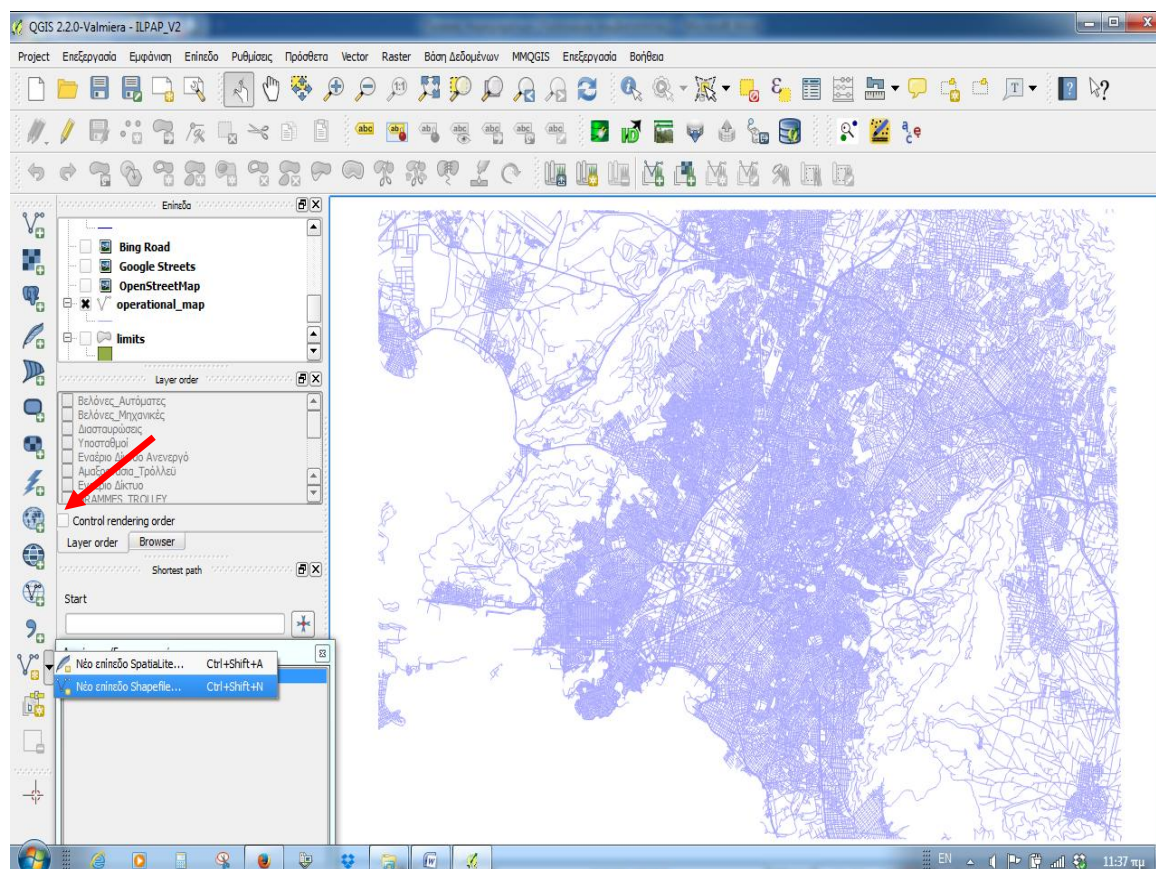 QGIS 2.2.0-Valmiera - ILPAP_V2
Project Επεξεργασία Εμφάνιση Επίπεδο Ρυθμίσεις Πρόσθετα Vector Raster Βάση Δεδομένων MMQGIS Επεξεργασία Βοήθεια
Επίπεδα
Bing Road
Google Streets
OpenStreetMap
operational_map
limits
Layer order
Βελόνες_Αυτόματες
Βελόνες_Μηχανικές
Διασταυρώσεις
Υποσταθμοί
Εναέριο Δίκτυο Ανενεργό
Αμαξοστάσια_Τρόλλεϋ
Εναέριο Δίκτυο
GRAMMES_TROLLEY
Control rendering order
Layer order Browser
Shortest path
Start
Νέο επίπεδο SpatiaLite... Ctrl+Shift+A
Νέο επίπεδο Shapefile... Ctrl+Shift+N
EN 11:37 πμ